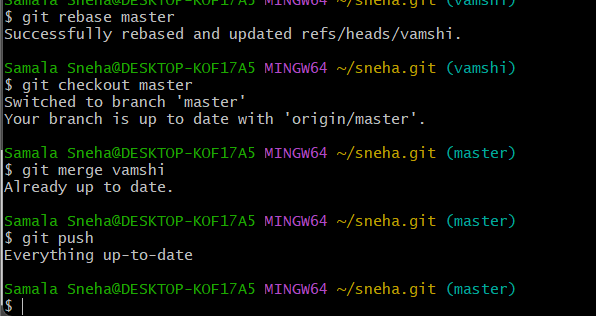 Samala Sneha@DESKTOP-KOF17A5 MINGW64 ~/sneha.git (vamshi)
$ git rebase master
Successfully rebased and updated refs/heads/vamshi.
Samala Sneha@DESKTOP-KOF17A5 MINGW64 ~/sneha.git (vamshi)
$ git checkout master
Switched to branch 'master'
Your branch is up to date with 'origin/master'.
Samala Sneha@DESKTOP-KOF17A5 MINGW64 ~/sneha.git (master)
$ git merge vamshi
Already up to date.
Samala Sneha@DESKTOP-KOF17A5 MINGW64 ~/sneha.git (master)
$ git push
Everything up-to-date
Samala Sneha@DESKTOP-KOF17A5 MINGW64 ~/sneha.git (master)
$